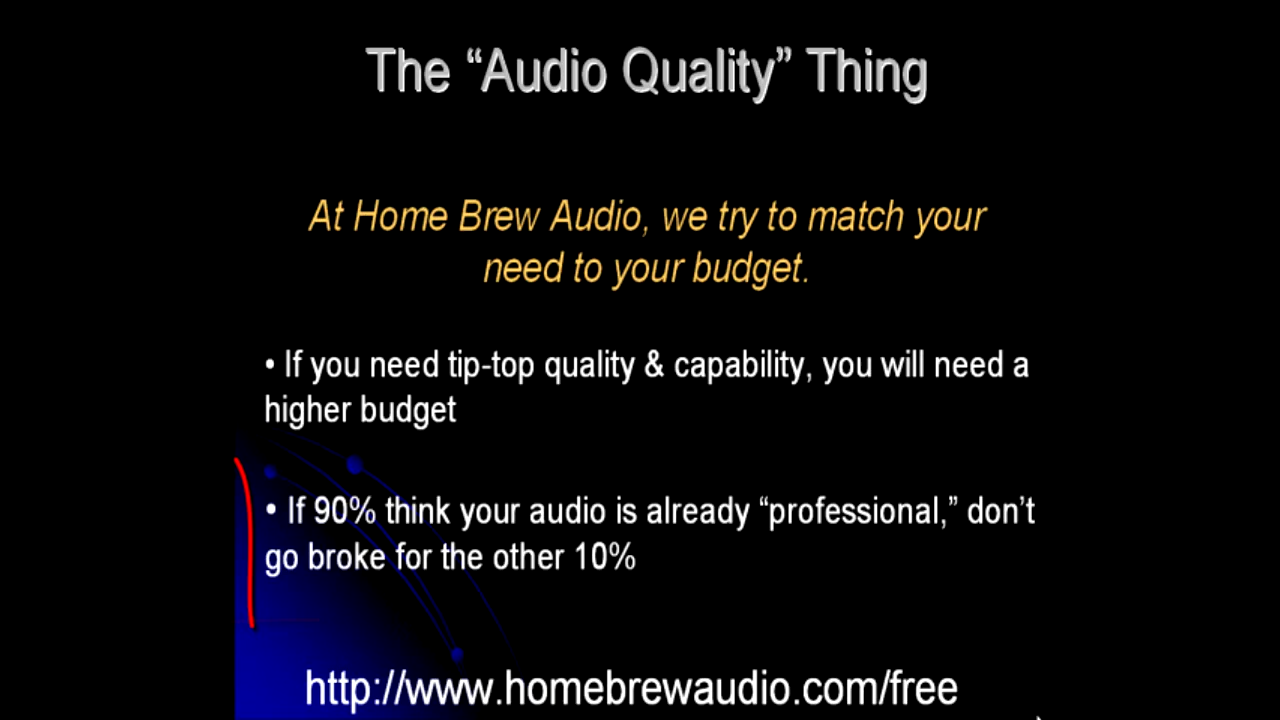 The “Audio Quality” Thing
At Home Brew Audio, we try to match your
need to your budget.
• If you need tip-top quality & capability, you will need a
higher budget
• If 90% think your audio is already “professional,” don’t
go broke for the other 10%
http://www.homebrewaudio.com/free